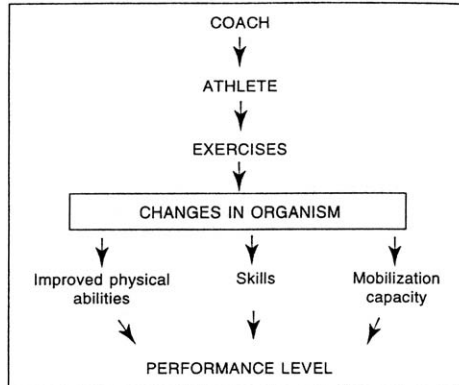 COACH
ATHLETE
EXERCISES
CHANGES IN ORGANISM
Improved physical
abilities
Skills
Mobilization
capacity
PERFORMANCE LEVEL